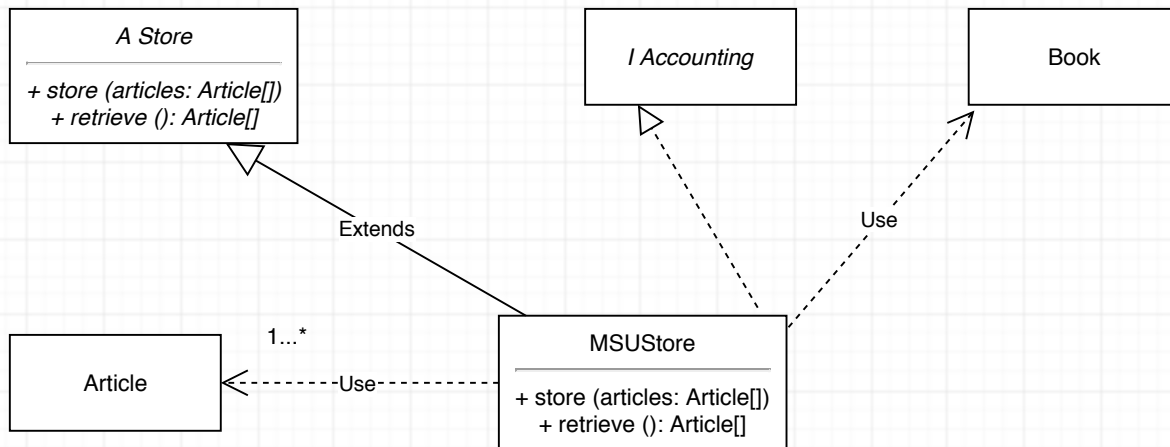 A Store
+ store (articles: Article[])
+ retrieve (): Article[]
I Accounting
Book
Extends
Use
1...*
Article
Use
MSUStore
+ store (articles: Article[])
+ retrieve (): Article[]